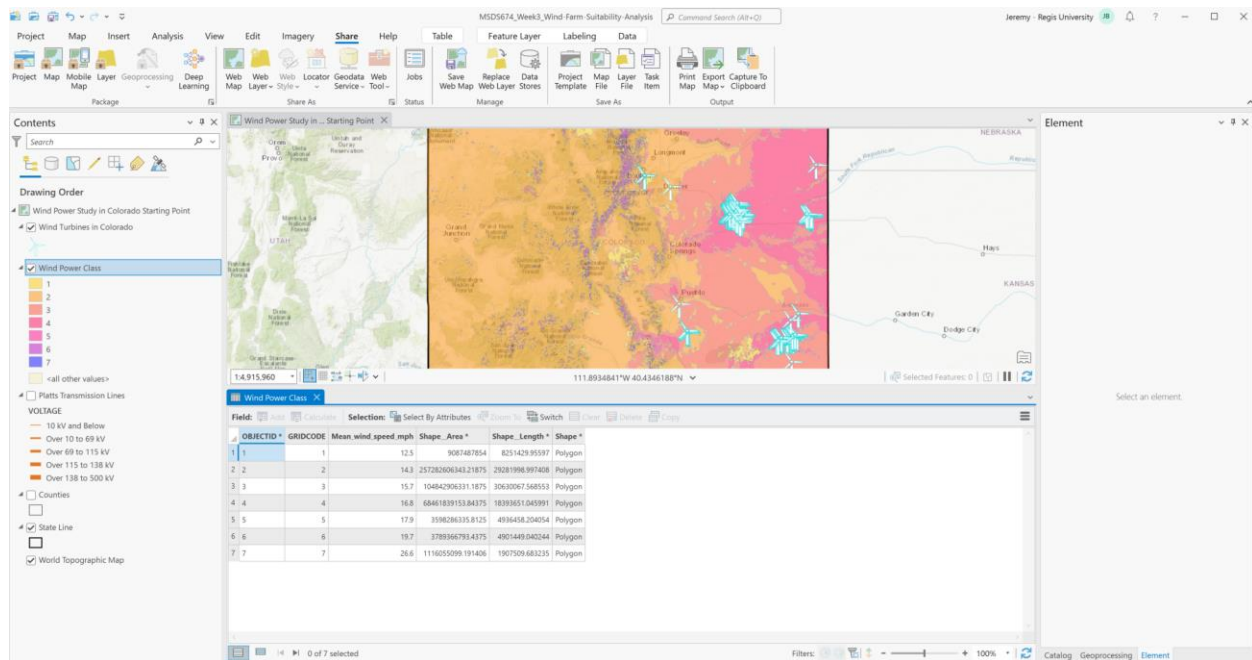 MSDS674_Week3_Wind-Farm-Suitability-Analysis
Command Search (Alt+Q)
Jeremy - Regis University
JB
?
Project Map Insert Analysis View Edit Imagery Share Help Table Feature Layer Labeling Data
Project Map Mobile Map Layer Geoprocessing Deep Learning
Package
Web Map Web Layer Web Style Locator Geodata Service Web Tool
Share As
Jobs
Status
Save Web Map Replace Web Layer Data Stores
Manage
Project Template Map File Layer File Task Item
Save As
Print Map Export Map Capture To Clipboard
Output
Contents
Search
Drawing Order
Wind Power Study in Colorado Starting Point
Wind Turbines in Colorado
Wind Power Class
1
2
3
4
5
6
7
<all other values>
Platts Transmission Lines
VOLTAGE
10 kV and Below
Over 10 to 69 kV
Over 69 to 115 kV
Over 115 to 138 kV
Over 138 to 500 kV
Counties
State Line
World Topographic Map
Wind Power Study in ... Starting Point
Orem
Provo
UTAH
Grand Junction
COLORADO
Greeley
Longmont
Colorado Springs
Pueblo
NEBRASKA
Hays
KANSAS
Garden City
Dodge City
1:4,915,960
111.8934841°W 40.4346188°N
Selected Features: 0
Wind Power Class
Field: Add Calculate Selection: Select By Attributes Zoom To Switch Clear Delete Copy
OBJECTID * GRIDCODE Mean_wind_speed_mph Shape__Area * Shape__Length * Shape *
1 1 1 12.5 9087487854 8251429.95597 Polygon
2 2 2 14.3 257282606343.21875 29281998.997408 Polygon
3 3 3 15.7 104842906331.1875 30630067.568553 Polygon
4 4 4 16.8 68461839153.84375 18393651.045991 Polygon
5 5 5 17.9 3598286335.8125 4936458.204054 Polygon
6 6 6 19.7 3789366793.4375 4901449.040244 Polygon
7 7 7 26.6 1116055099.191406 1907509.683235 Polygon
0 of 7 selected
Filters:
100%
Element
Select an element.
Catalog Geoprocessing Element